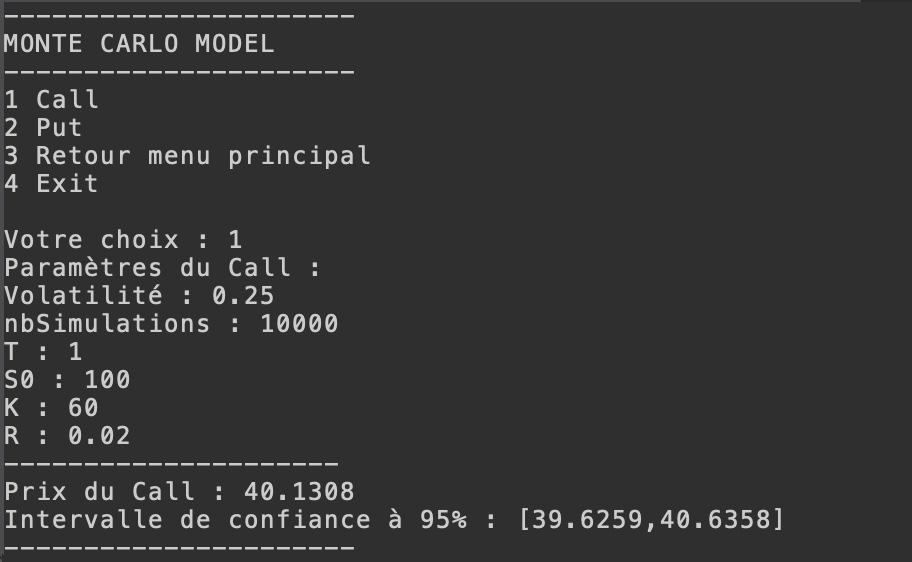 ----------------------
MONTE CARLO MODEL
----------------------
1 Call
2 Put
3 Retour menu principal
4 Exit
Votre choix : 1
Paramètres du Call :
Volatilité : 0.25
nbSimulations : 10000
T : 1
S0 : 100
K : 60
R : 0.02
---------------------
Prix du Call : 40.1308
Intervalle de confiance à 95% : [39.6259,40.6358]
----------------------